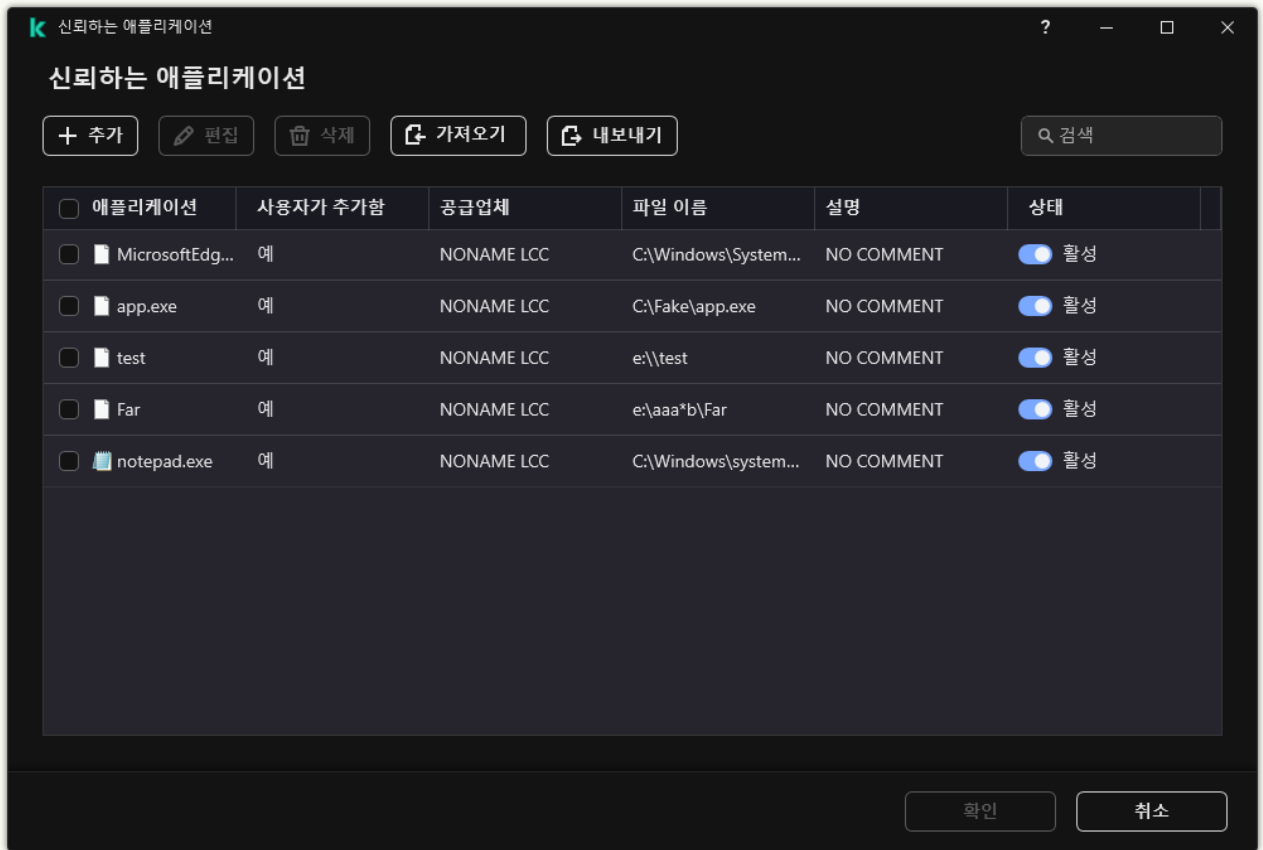 신뢰하는 애플리케이션
신뢰하는 애플리케이션
추가 편집 삭제 가져오기 내보내기 검색
애플리케이션 사용자가 추가함 공급업체 파일 이름 설명 상태
MicrosoftEdg... 예 NONAME LCC C:\Windows\System... NO COMMENT 활성
app.exe 예 NONAME LCC C:\Fake\app.exe NO COMMENT 활성
test 예 NONAME LCC e:\\test NO COMMENT 활성
Far 예 NONAME LCC e:\aaa*b\Far NO COMMENT 활성
notepad.exe 예 NONAME LCC C:\Windows\system... NO COMMENT 활성
확인 취소